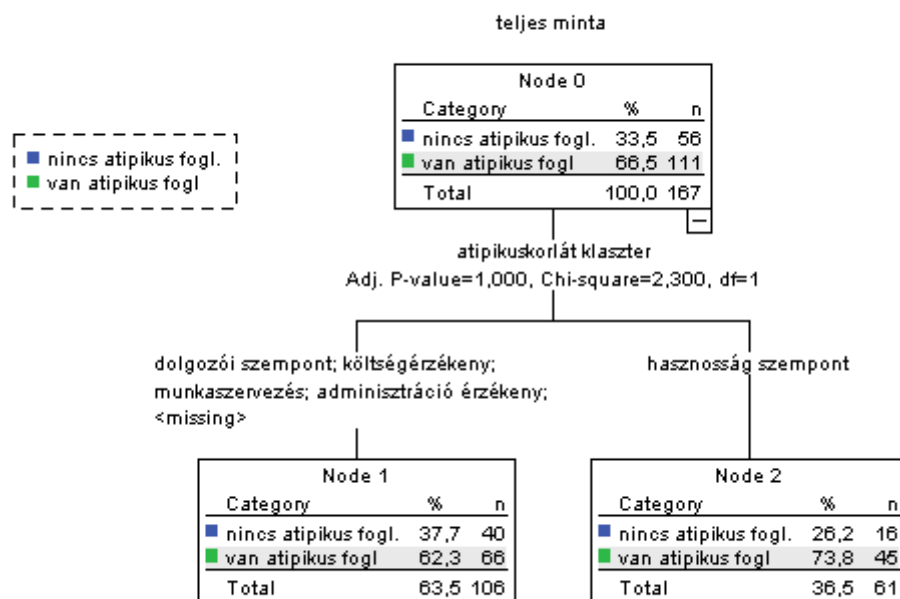 teljes minta
Node 0
Category % n
nincs atipikus fogl. 33,5 56
van atipikus fogl 66,5 111
Total 100,0 167
nincs atipikus fogl.
van atipikus fogl
atipikuskorlát klaszter
Adj. P-value=1,000, Chi-square=2,300, df=1
dolgozói szempont; költségérzékeny;
munkaszervezés; adminisztráció érzékeny;
<missing>
hasznosság szempont
Node 1
Category % n
nincs atipikus fogl. 37,7 40
van atipikus fogl 62,3 66
Total 63,5 106
Node 2
Category % n
nincs atipikus fogl. 26,2 16
van atipikus fogl 73,8 45
Total 36,5 61